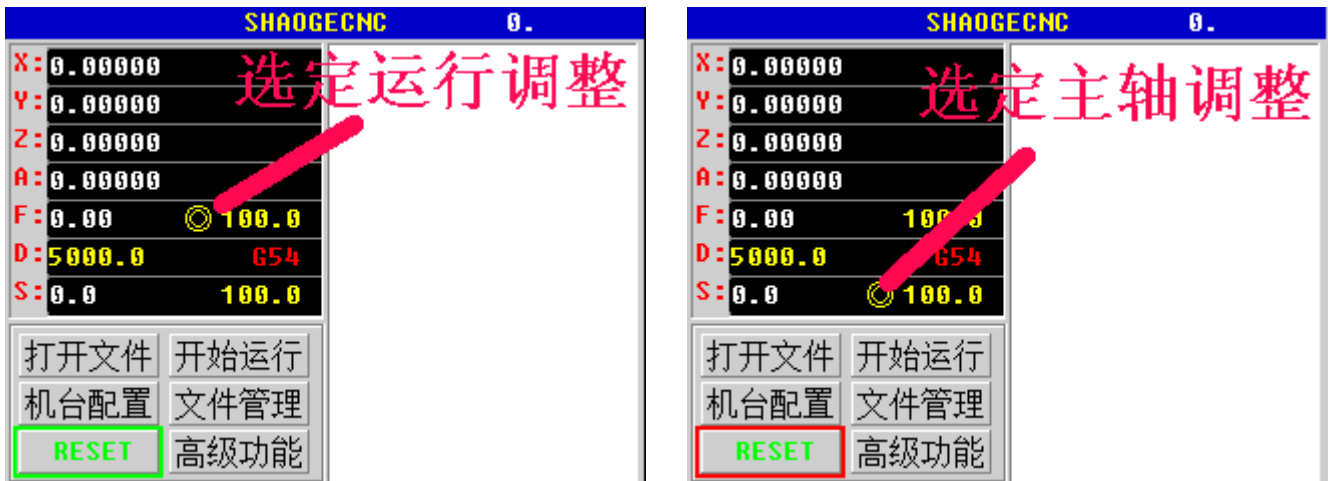 SHAOGECNC 0.
X:0.00000
Y:0.00000
Z:0.00000
A:0.00000
F:0.00 100.0
D:5000.0 G54
S:0.0 100.0
选定运行调整
打开文件 开始运行
机台配置 文件管理
RESET 高级功能
SHAOGECNC 0.
X:0.00000
Y:0.00000
Z:0.00000
A:0.00000
F:0.00 100.0
D:5000.0 G54
S:0.0 100.0
选定主轴调整
打开文件 开始运行
机台配置 文件管理
RESET 高级功能